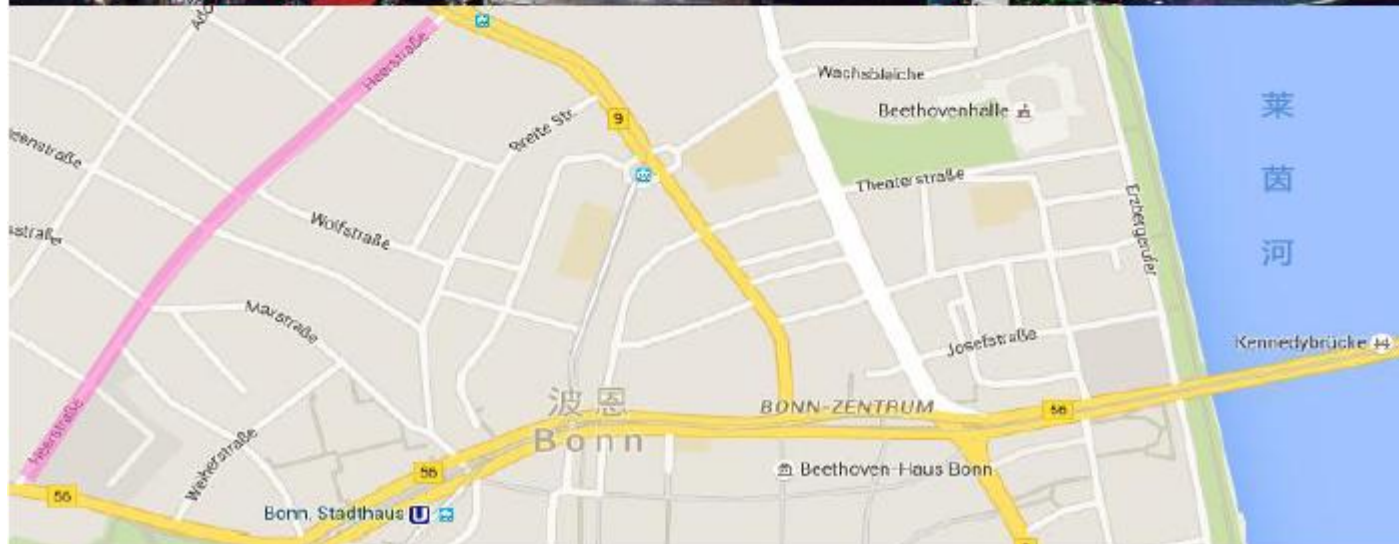 Heerstraße
9
Breite Str.
Wachsbleiche
Beethovenhalle
莱茵河
Theaterstraße
Wolfstraße
Erzbergerufer
Maxstraße
Josefstraße
Kennedybrücke
波恩
Bonn
BONN-ZENTRUM
56
Heerstraße
Weiherstraße
56
Beethoven-Haus Bonn
56
Bonn, Stadthaus U